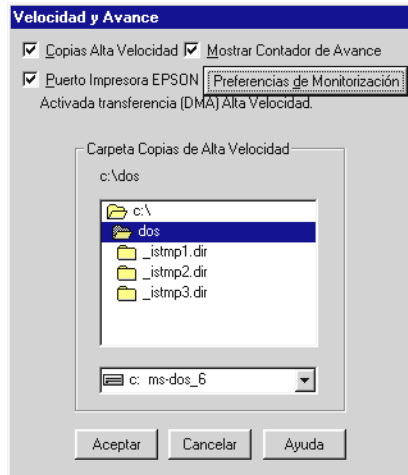 Velocidad y Avance
Copias Alta Velocidad Mostrar Contador de Avance
Puerto Impresora EPSON Preferencias de Monitorización
Activada transferencia (DMA) Alta Velocidad.
Carpeta Copias de Alta Velocidad
c:\dos
c:\
dos
_istmp1.dir
_istmp2.dir
_istmp3.dir
c: ms-dos_6
Aceptar Cancelar Ayuda